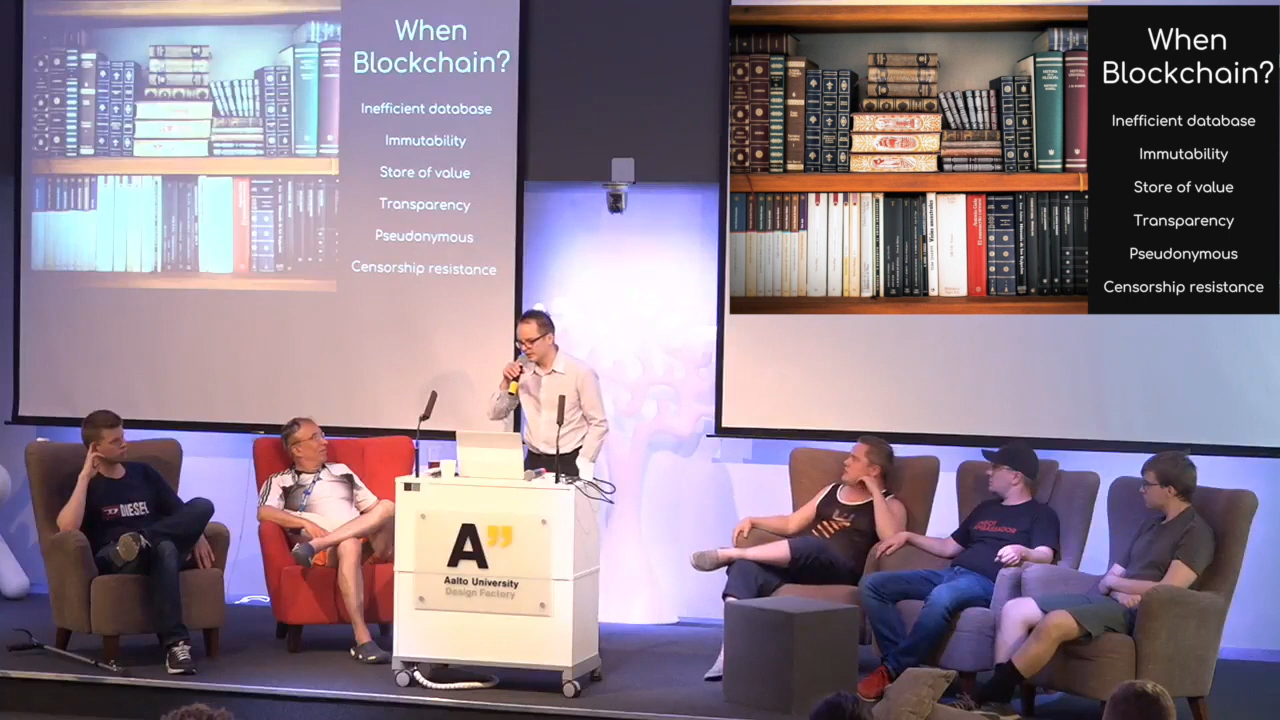 When
Blockchain?
Inefficient database
Immutability
Store of value
Transparency
Pseudonymous
Censorship resistance
When
Blockchain?
Inefficient database
Immutability
Store of value
Transparency
Pseudonymous
Censorship resistance
DIESEL
A”
Aalto University
Design Factory